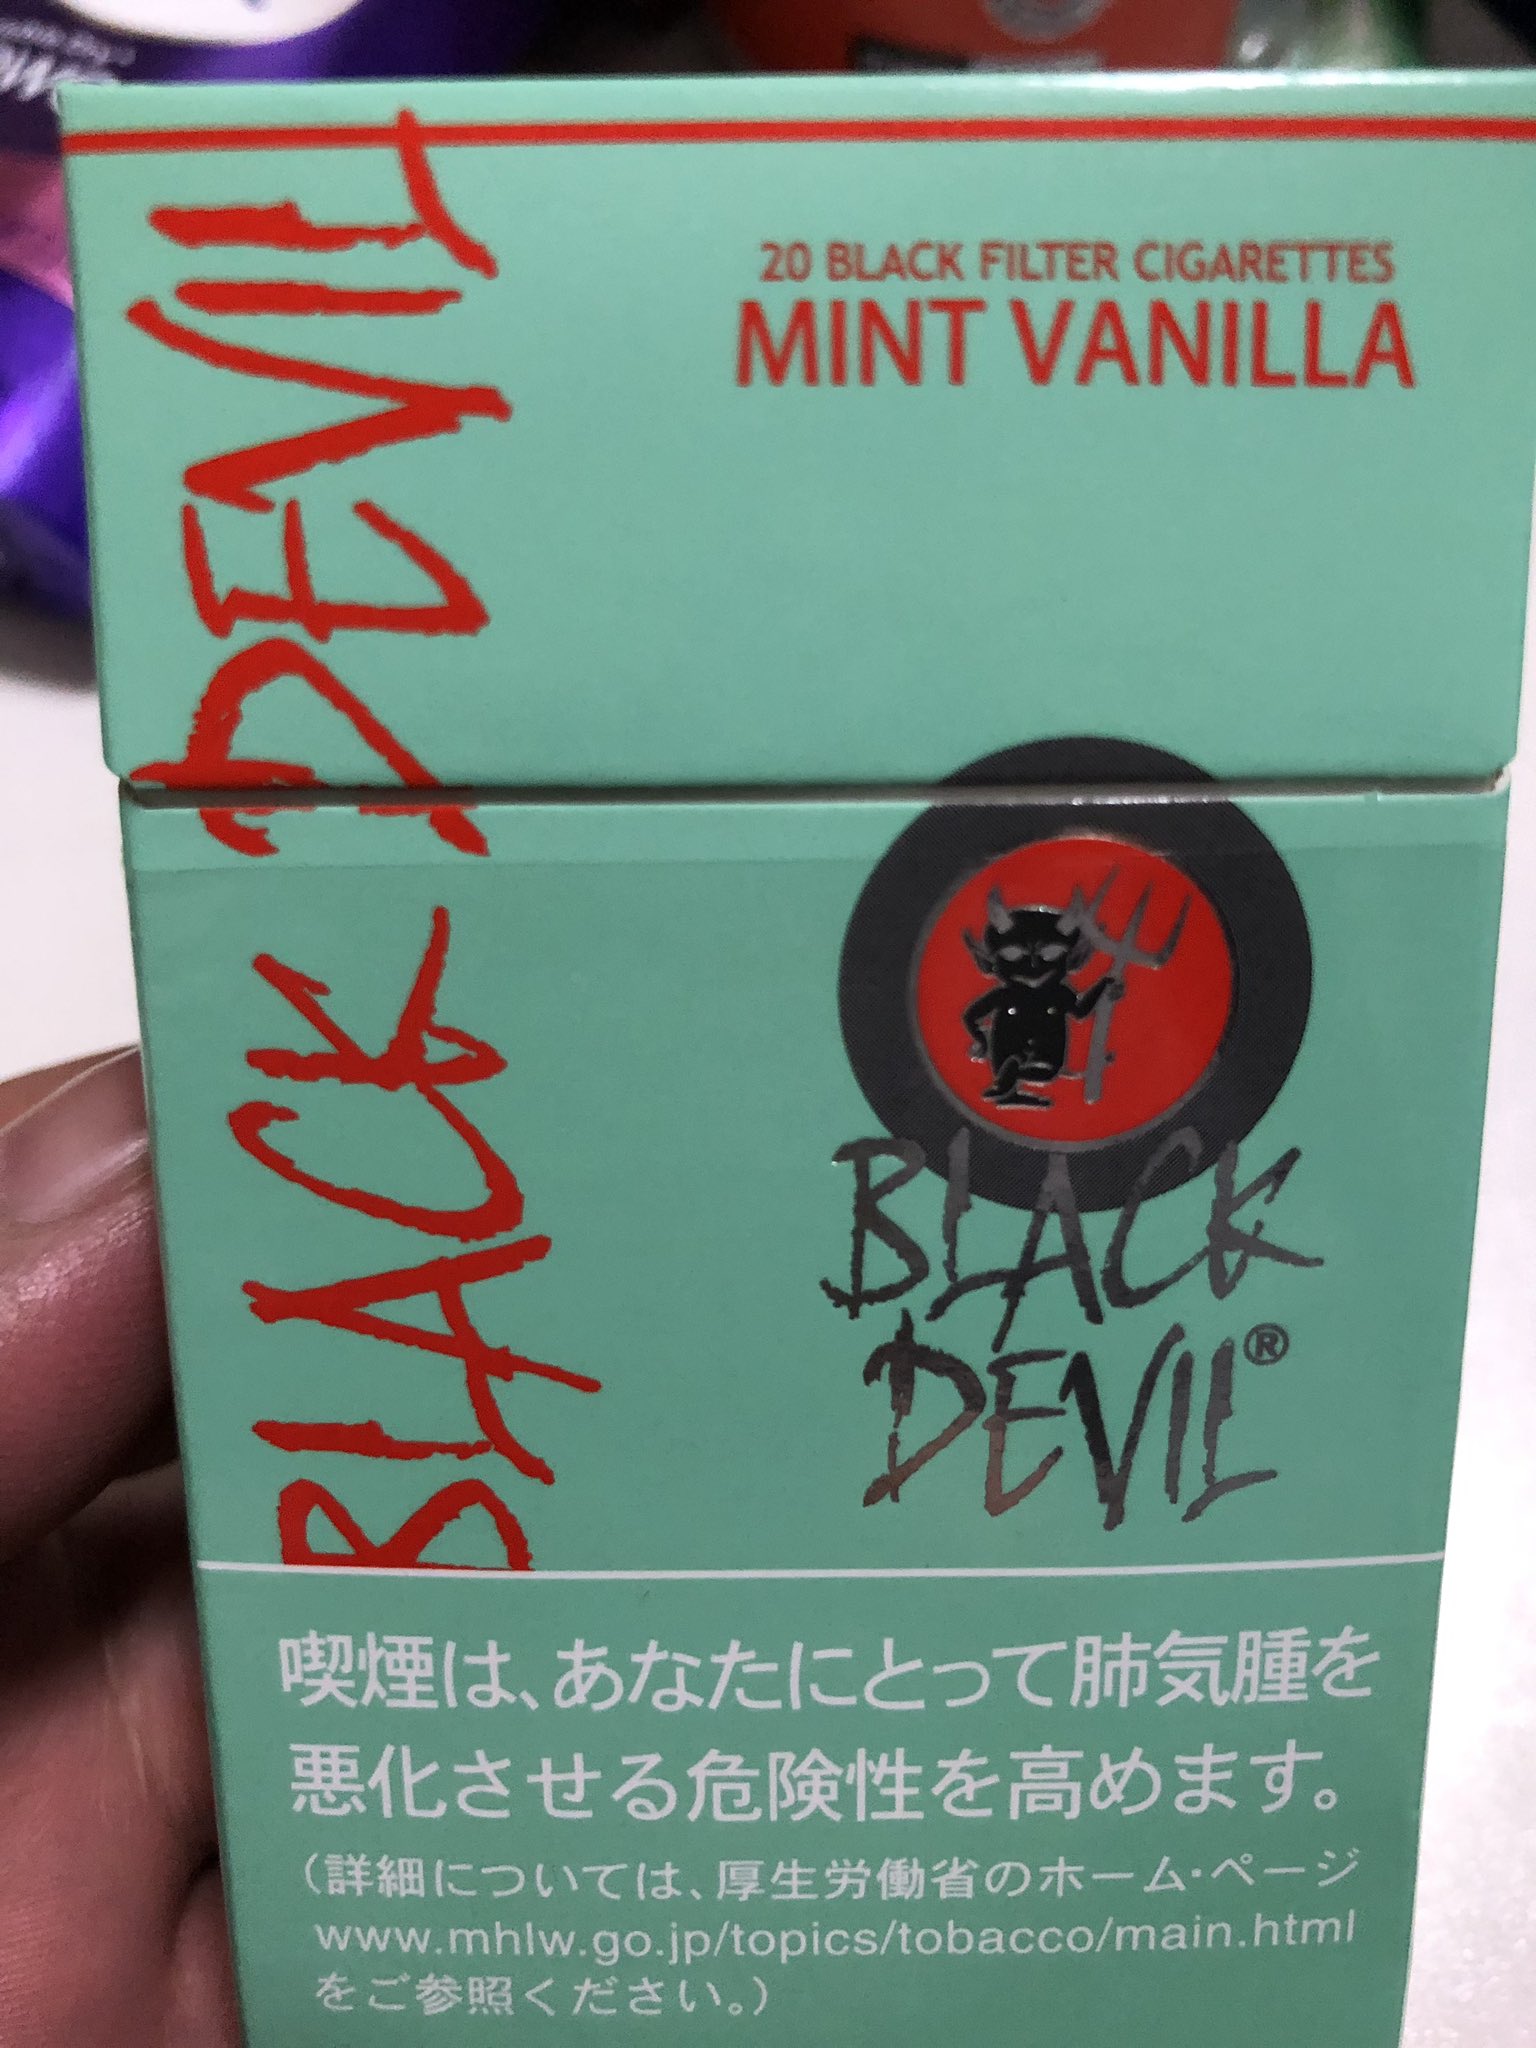 20 BLACK FILTER CIGARETTES
MINT VANILLA
BLACK DEVIL
BLACK
DEVIL®
喫煙は、あなたにとって肺気腫を
悪化させる危険性を高めます。
(詳細については、厚生労働省のホーム・ページ
www.mhlw.go.jp/topics/tobacco/main.html
をご参照ください。)